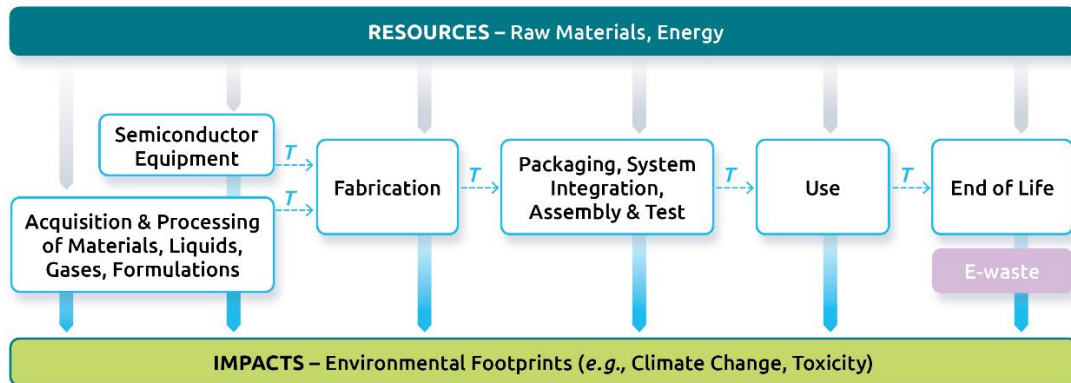 RESOURCES – Raw Materials, Energy
Semiconductor
Equipment
T
Acquisition & Processing
of Materials, Liquids,
Gases, Formulations
T
Fabrication
T
Packaging, System
Integration,
Assembly & Test
T
Use
T
End of Life
E-waste
IMPACTS – Environmental Footprints (e.g., Climate Change, Toxicity)